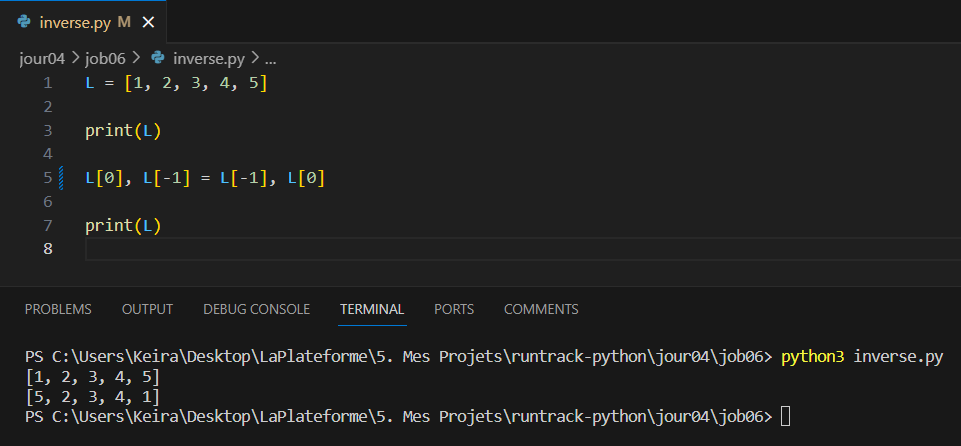 inverse.py M ×
jour04 > job06 > inverse.py > ...
1 L = [1, 2, 3, 4, 5]
2
3 print(L)
4
5 L[0], L[-1] = L[-1], L[0]
6
7 print(L)
8
PROBLEMS OUTPUT DEBUG CONSOLE TERMINAL PORTS COMMENTS
PS C:\Users\Keira\Desktop\LaPlateforme\5. Mes Projets\runtrack-python\jour04\job06> python3 inverse.py
[1, 2, 3, 4, 5]
[5, 2, 3, 4, 1]
PS C:\Users\Keira\Desktop\LaPlateforme\5. Mes Projets\runtrack-python\jour04\job06>